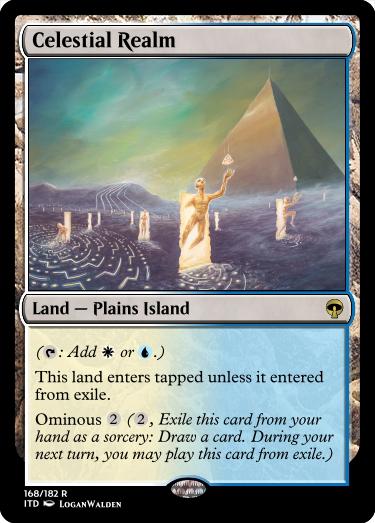 Celestial Realm
Land — Plains Island
(: Add or .)
This land enters tapped unless it entered
from exile.
Ominous 2 (2, Exile this card from your
hand as a sorcery: Draw a card. During your
next turn, you may play this card from exile.)
168/182 R
ITD LoganWalden